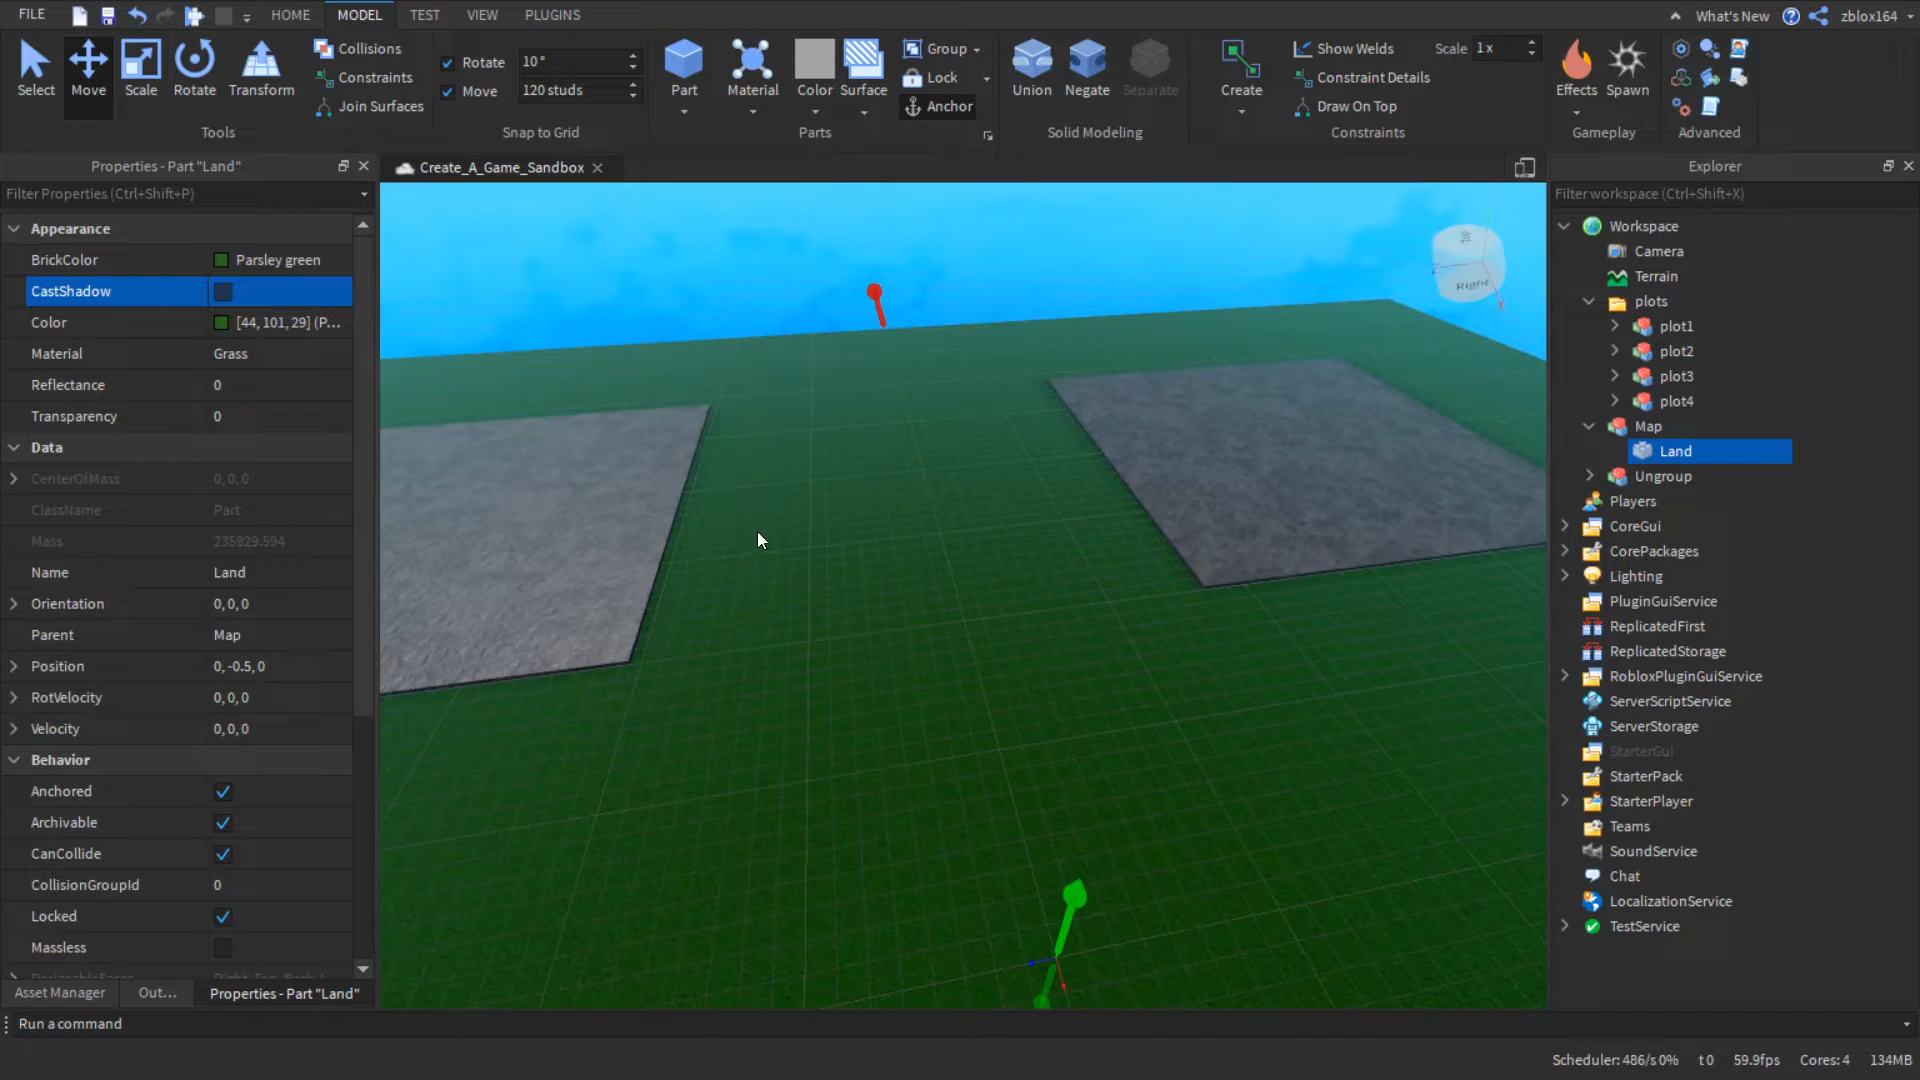 FILE HOME MODEL TEST VIEW PLUGINS What's New zblox164
Select Move Scale Rotate Transform
Collisions
Constraints
Join Surfaces
Tools
Rotate 10°
Move 120 studs
Snap to Grid
Part Material Color Surface
Group
Lock
Anchor
Parts
Union Negate Separate
Solid Modeling
Create
Show Welds Scale 1x
Constraint Details
Draw On Top
Constraints
Effects Spawn
Gameplay
Advanced
Properties - Part "Land"
Filter Properties (Ctrl+Shift+P)
Appearance
BrickColor Parsley green
CastShadow
Color [44, 101, 29] (P...
Material Grass
Reflectance 0
Transparency 0
Data
CenterOfMass 0, 0, 0
ClassName Part
Mass 235929.594
Name Land
Orientation 0, 0, 0
Parent Map
Position 0, -0.5, 0
RotVelocity 0, 0, 0
Velocity 0, 0, 0
Behavior
Anchored
Archivable
CanCollide
CollisionGroupId 0
Locked
Massless
Asset Manager Out... Properties - Part "Land"
Create_A_Game_Sandbox
Right
Z
X
Explorer
Filter workspace (Ctrl+Shift+X)
Workspace
Camera
Terrain
plots
plot1
plot2
plot3
plot4
Map
Land
Ungroup
Players
CoreGui
CorePackages
Lighting
PluginGuiService
ReplicatedFirst
ReplicatedStorage
RobloxPluginGuiService
ServerScriptService
ServerStorage
StarterGui
StarterPack
StarterPlayer
Teams
SoundService
Chat
LocalizationService
TestService
Run a command
Scheduler: 486/s 0% t 0 59.9fps Cores: 4 134MB